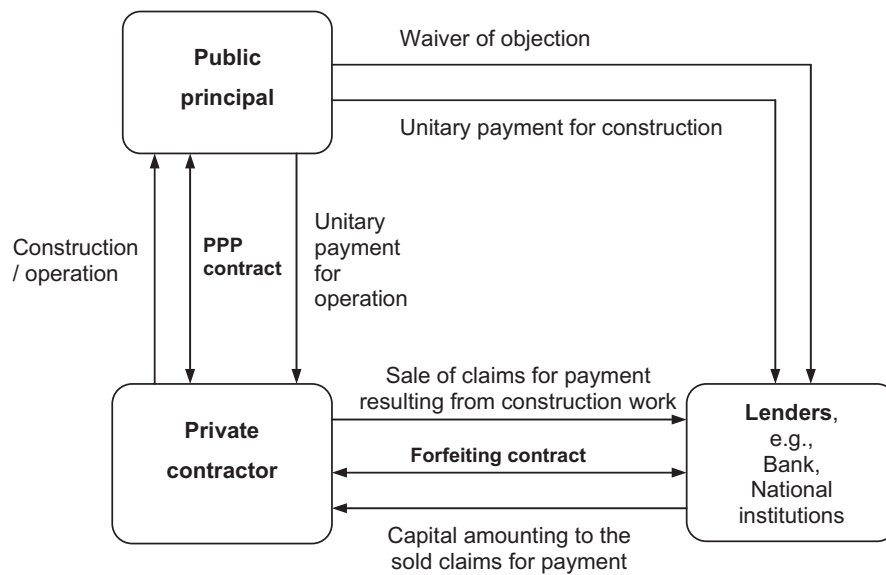 Public
principal
Waiver of objection
Unitary payment for construction
Construction
/ operation
PPP
contract
Unitary
payment
for
operation
Private
contractor
Sale of claims for payment
resulting from construction work
Forfeiting contract
Capital amounting to the
sold claims for payment
Lenders,
e.g.,
Bank,
National
institutions